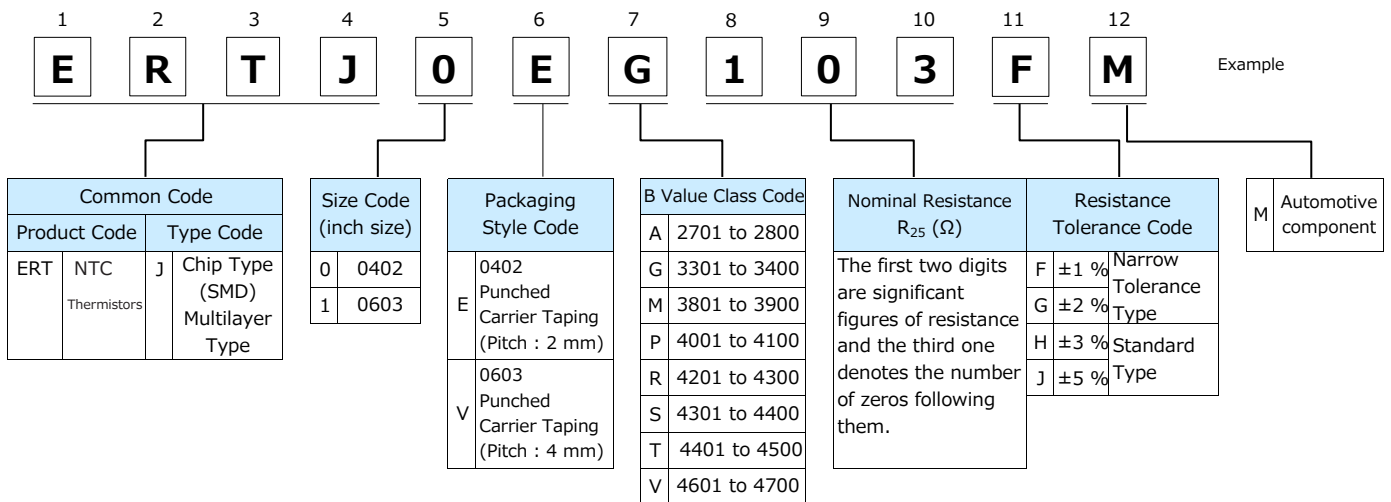 1 2 3 4 5 6 7 8 9 10 11 12
E R T J 0 E G 1 0 3 F M Example
Common Code
Product Code Type Code
ERT NTC
Thermistors
J Chip Type
(SMD)
Multilayer
Type
Size Code
(inch size)
0 0402
1 0603
Packaging
Style Code
E 0402
Punched
Carrier Taping
(Pitch : 2 mm)
V 0603
Punched
Carrier Taping
(Pitch : 4 mm)
B Value Class Code
A 2701 to 2800
G 3301 to 3400
M 3801 to 3900
P 4001 to 4100
R 4201 to 4300
S 4301 to 4400
T 4401 to 4500
V 4601 to 4700
Nominal Resistance
R₂₅ (Ω)
The first two digits
are significant
figures of resistance
and the third one
denotes the number
of zeros following
them.
Resistance
Tolerance Code
F ±1 % Narrow
Tolerance
G ±2 % Type
H ±3 % Standard
J ±5 % Type
M Automotive
component